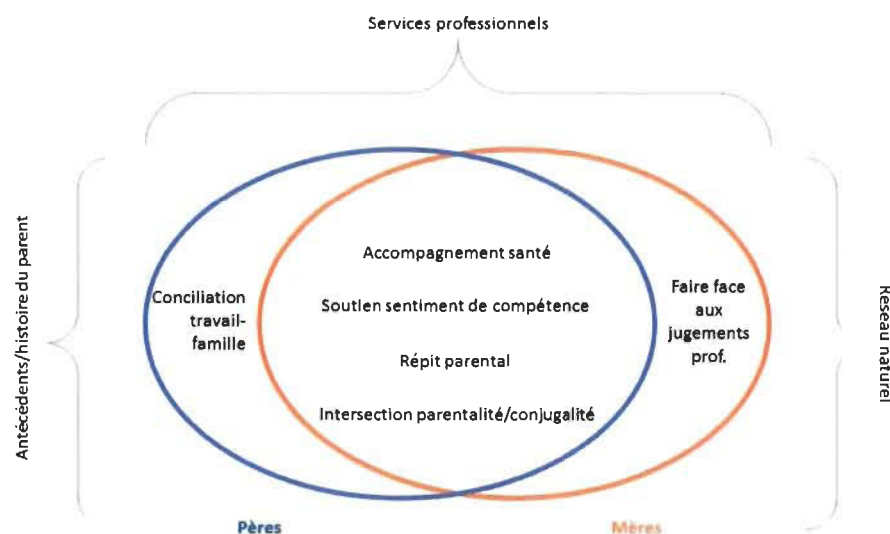 Services professionnels
Antécédents/histoire du parent
Accompagnement santé
Conciliation
travail-
famille
Soutien sentiment de compétence
Répit parental
Intersection parentalité/conjugalité
Faire face
aux
jugements
prof.
Réseau naturel
Pères
Mères